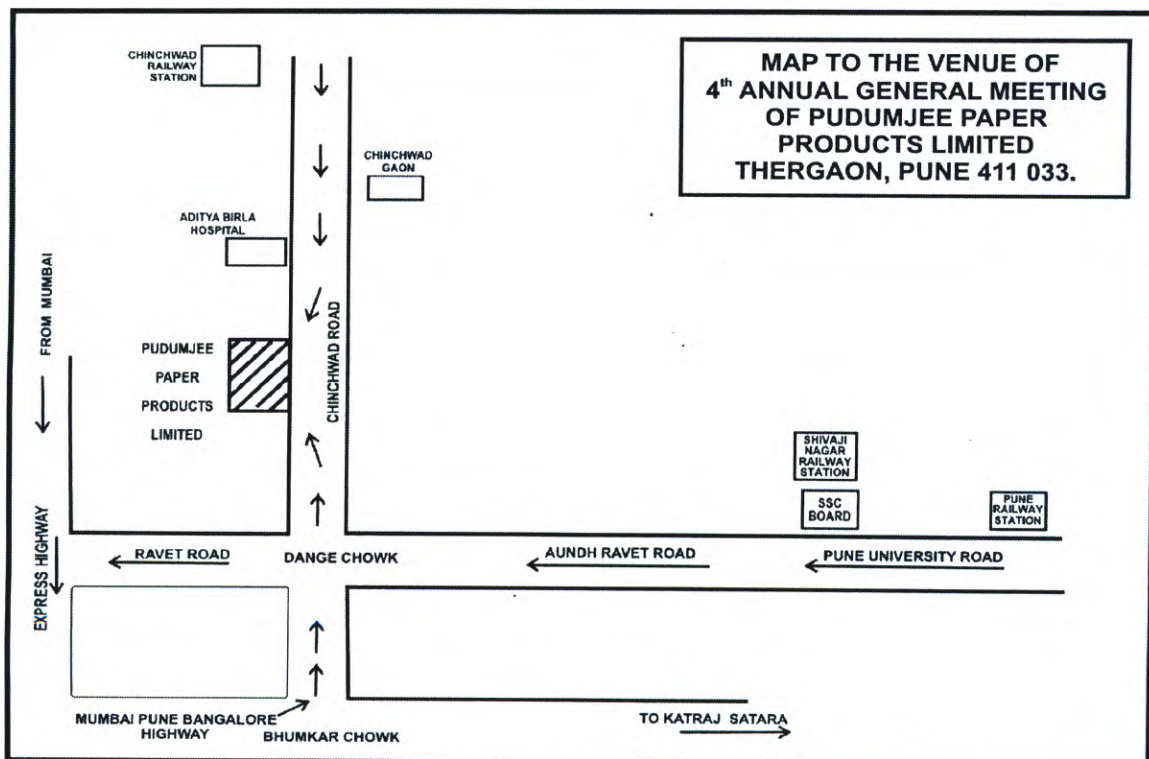 CHINCHWAD
RAILWAY
STATION
MAP TO THE VENUE OF
4th ANNUAL GENERAL MEETING
OF PUDUMJEE PAPER
PRODUCTS LIMITED
THERGAON, PUNE 411 033.
CHINCHWAD
GAON
ADITYA BIRLA
HOSPITAL
FROM MUMBAI
PUDUMJEE
PAPER
PRODUCTS
LIMITED
CHINCHWAD ROAD
SHIVAJI
NAGAR
RAILWAY
STATION
SSC
BOARD
PUNE
RAILWAY
STATION
EXPRESS HIGHWAY
RAVET ROAD
DANGE CHOWK
AUNDH RAVET ROAD
PUNE UNIVERSITY ROAD
MUMBAI PUNE BANGALORE
HIGHWAY
BHUMKAR CHOWK
TO KATRAJ SATARA